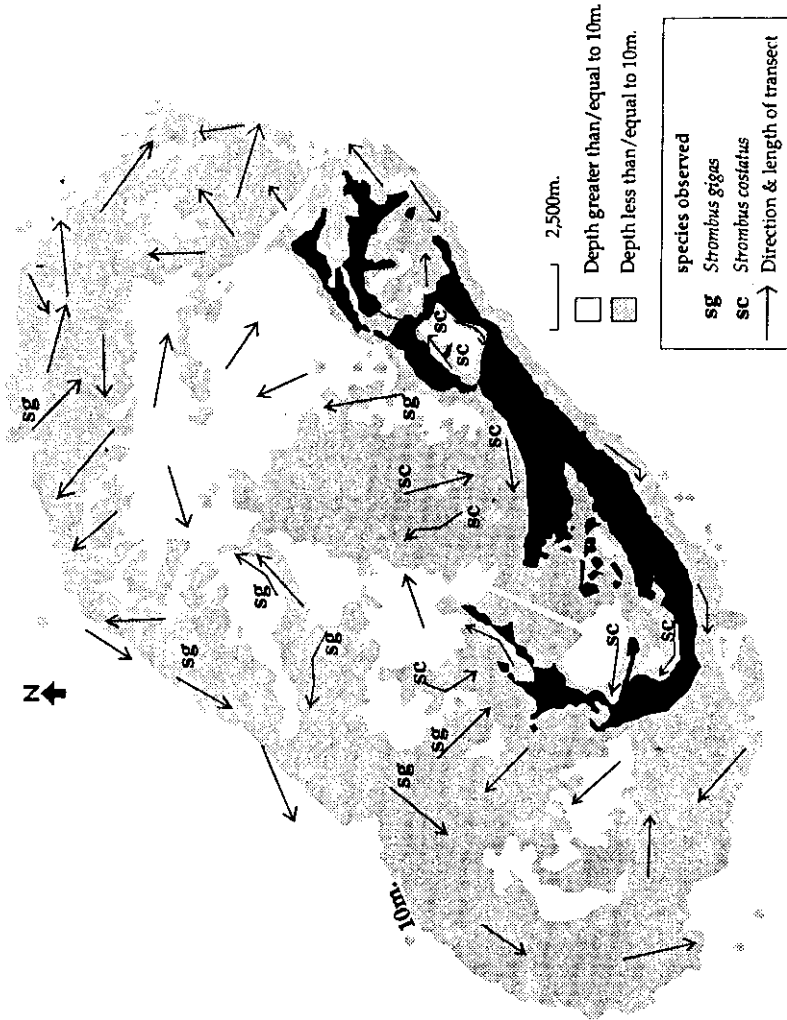 N
sg
sg
sg
sg
sc
sg
sc
sc
sc
sc
sc
sg
sg
sc
sc
10m.
2,500m.
Depth greater than/equal to 10m.
Depth less than/equal to 10m.
species observed
sg Strombus gigas
sc Strombus costatus
Direction & length of transect